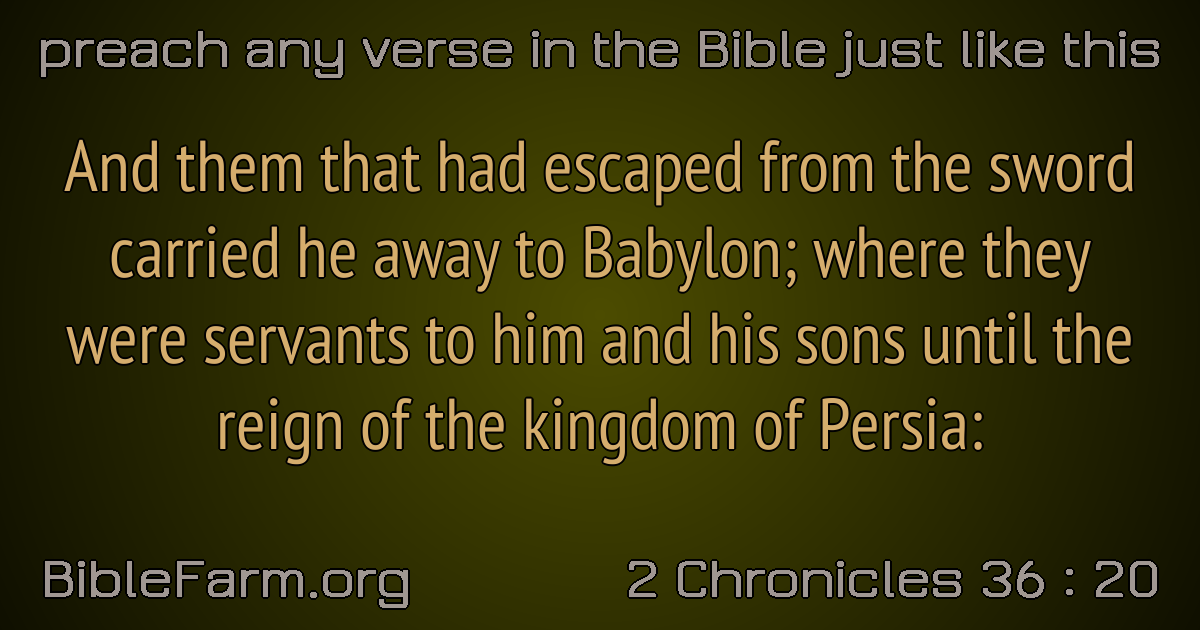 preach any verse in the Bible just like this
And them that had escaped from the sword
carried he away to Babylon; where they
were servants to him and his sons until the
reign of the kingdom of Persia:
BibleFarm.org
2 Chronicles 36 : 20